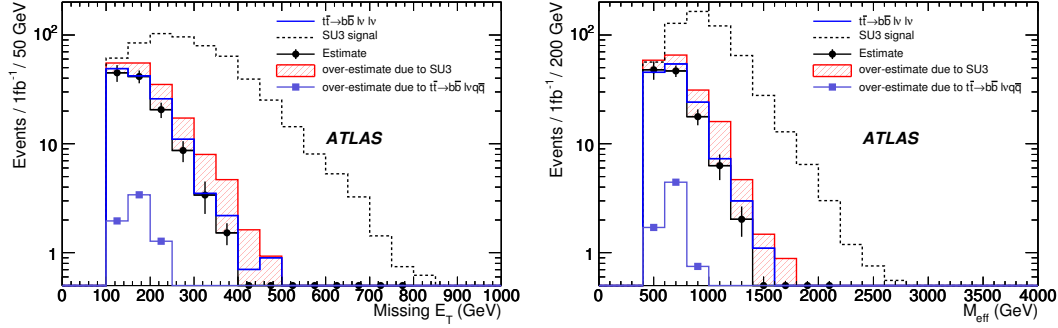 Events / 1fb⁻¹ / 50 GeV
10²
10
1
tt̄→bb̄ lν lν
SU3 signal
Estimate
over-estimate due to SU3
over-estimate due to tt̄→bb̄ lνqq̄
ATLAS
0 100 200 300 400 500 600 700 800 900 1000
Missing E_T (GeV)
Events / 1fb⁻¹ / 200 GeV
10²
10
1
tt̄→bb̄ lν lν
SU3 signal
Estimate
over-estimate due to SU3
over-estimate due to tt̄→bb̄ lνqq̄
ATLAS
0 500 1000 1500 2000 2500 3000 3500 4000
M_eff (GeV)